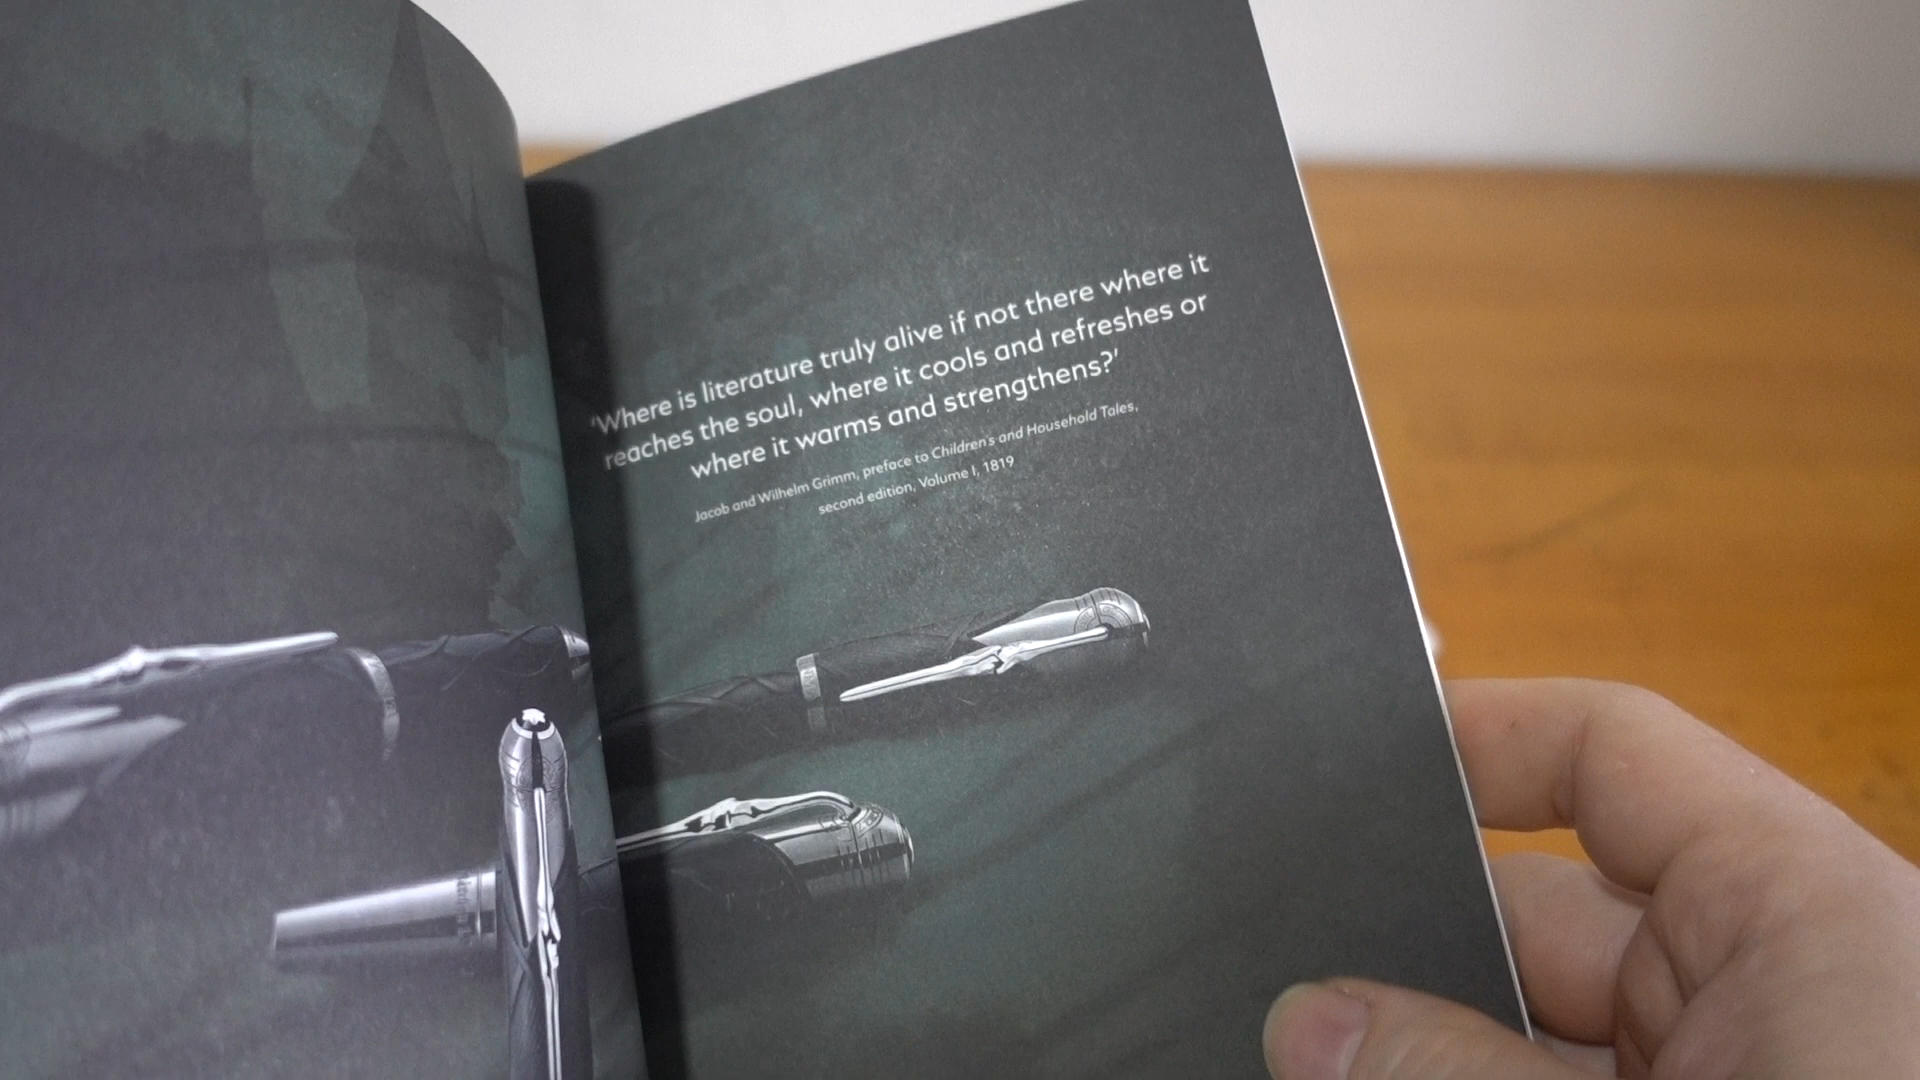 ‘Where is literature truly alive if not there where it
reaches the soul, where it cools and refreshes or
where it warms and strengthens?’
Jacob and Wilhelm Grimm, preface to Children's and Household Tales,
second edition, Volume I, 1819